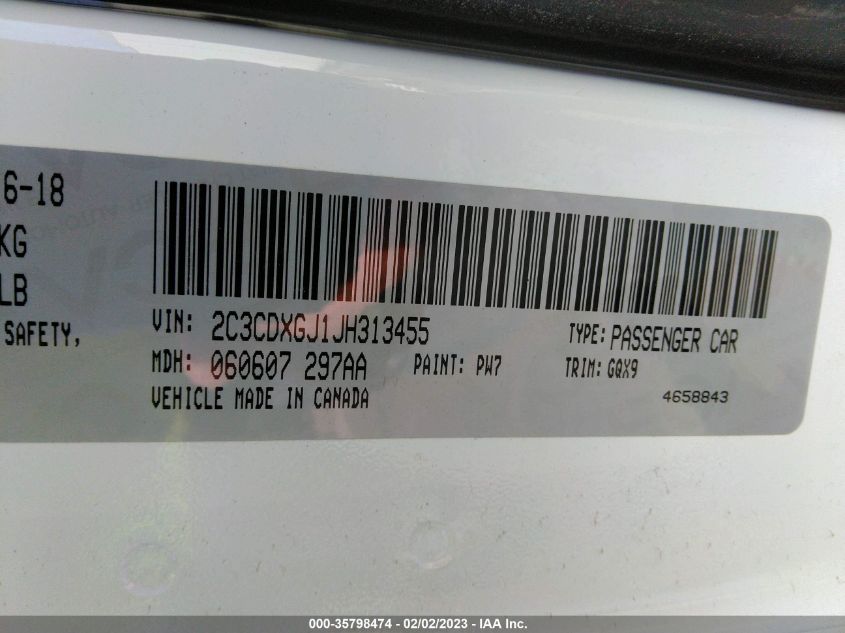 6-18
KG
LB
SAFETY,
VIN: 2C3CDXGJ1JH313455
TYPE: PASSENGER CAR
MDH: 060607 297AA
PAINT: PW7
TRIM: GQX9
VEHICLE MADE IN CANADA
4658843
000-35798474 – 02/02/2023 – IAA Inc.